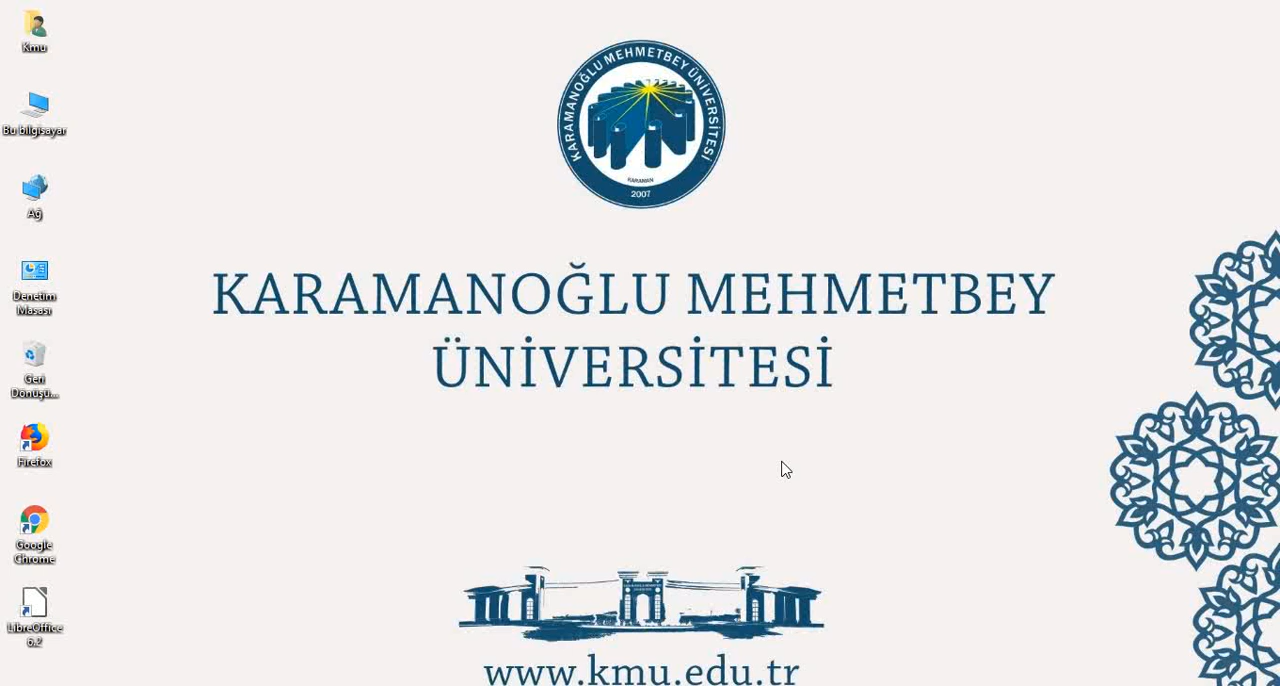 Kmu
Bu bilgisayar
Ağ
Denetim
Masası
Geri
Dönüşü...
Firefox
Google
Chrome
LibreOffice
6.2
KARAMANOĞLU MEHMETBEY ÜNİVERSİTESİ
KARAMAN
2007
KARAMANOĞLU MEHMETBEY
ÜNİVERSİTESİ
www.kmu.edu.tr